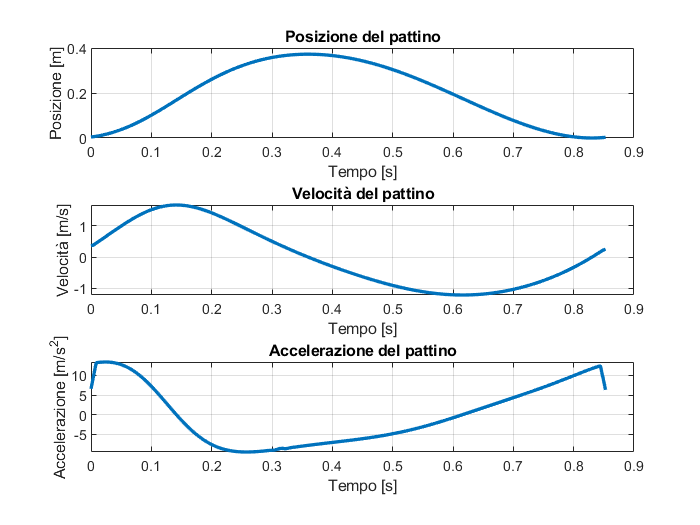 Posizione del pattino
Posizione [m]
0.4
0.2
0
0 0.1 0.2 0.3 0.4 0.5 0.6 0.7 0.8 0.9
Tempo [s]
Velocità del pattino
Velocità [m/s]
1
0
-1
0 0.1 0.2 0.3 0.4 0.5 0.6 0.7 0.8 0.9
Tempo [s]
Accelerazione del pattino
Accelerazione [m/s²]
10
5
0
-5
0 0.1 0.2 0.3 0.4 0.5 0.6 0.7 0.8 0.9
Tempo [s]